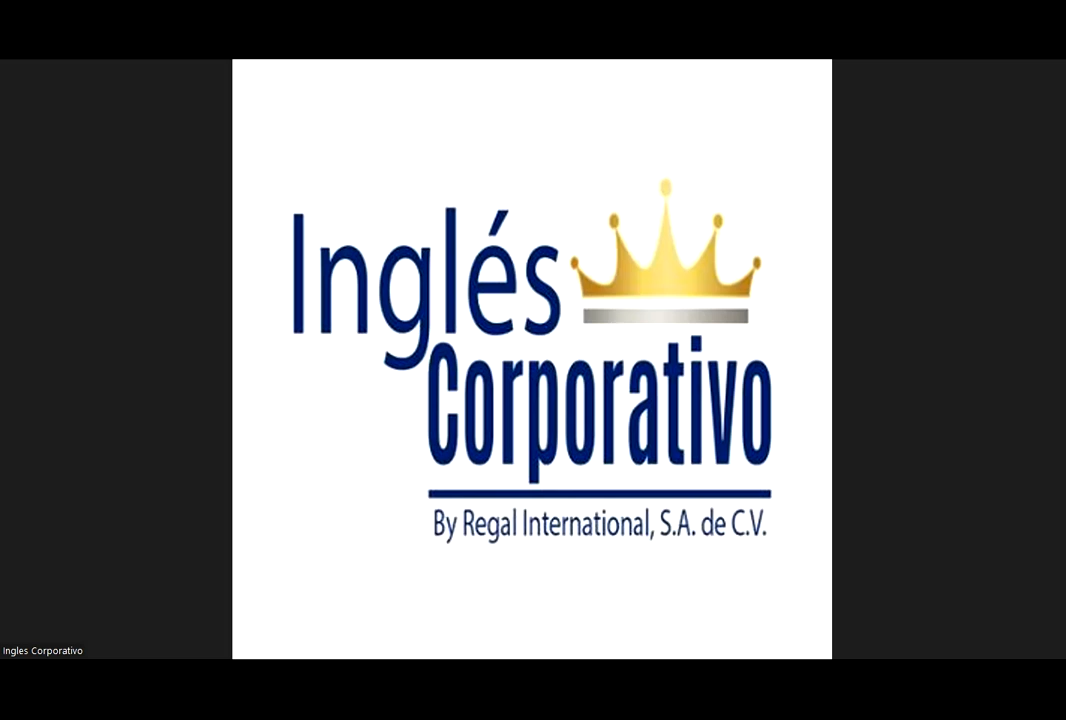 Inglés
Corporativo
By Regal International, S.A. de C.V.
Ingles Corporativo